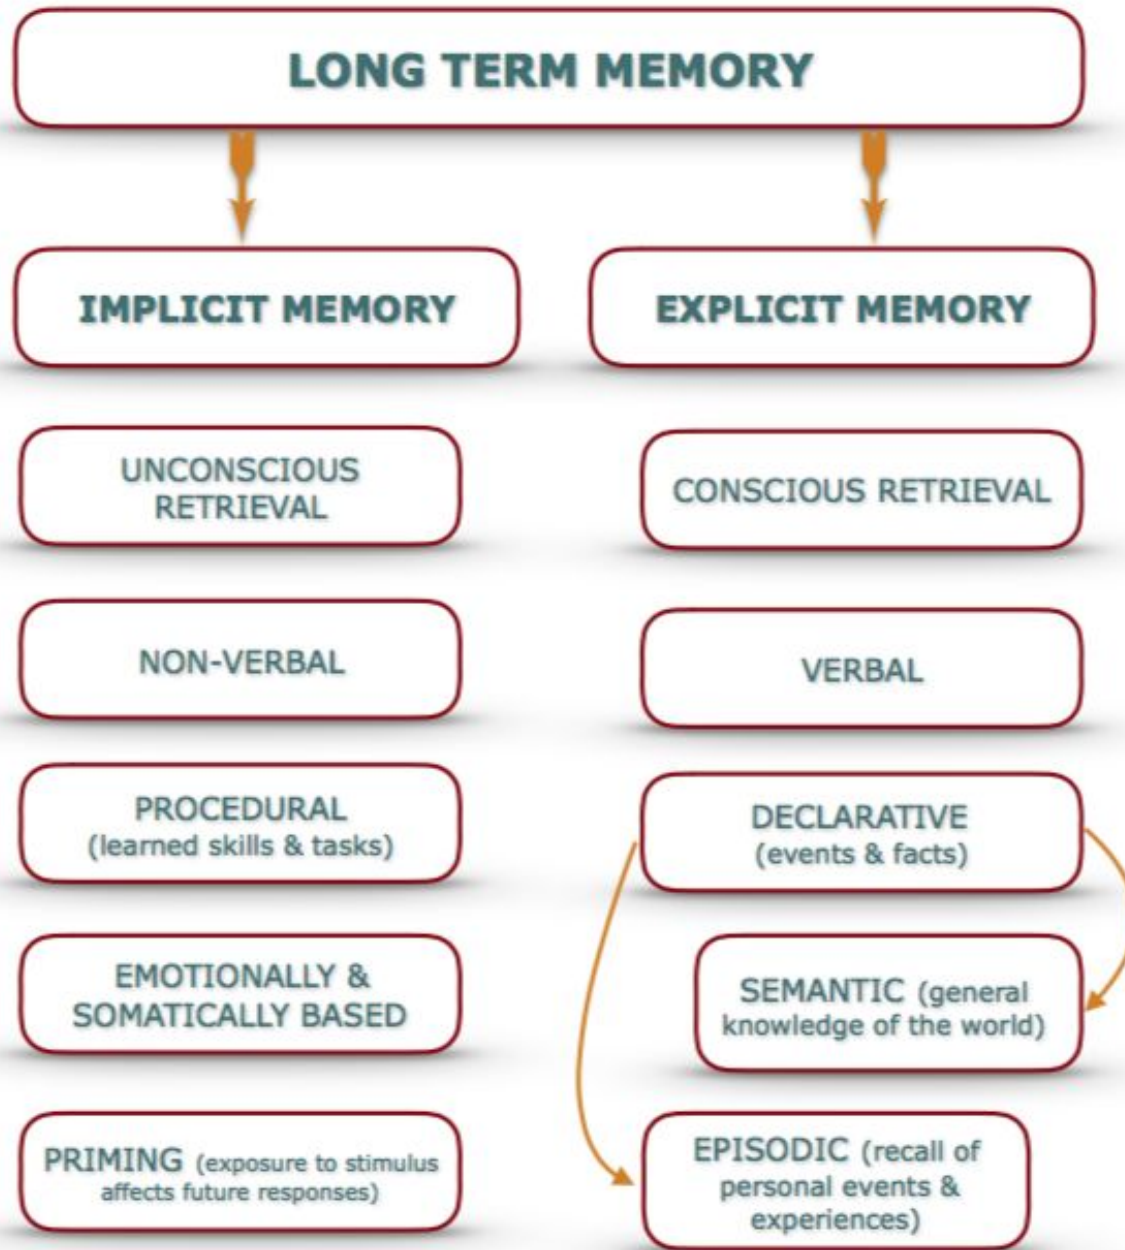 LONG TERM MEMORY
IMPLICIT MEMORY
EXPLICIT MEMORY
UNCONSCIOUS
RETRIEVAL
CONSCIOUS RETRIEVAL
NON-VERBAL
VERBAL
PROCEDURAL
(learned skills & tasks)
DECLARATIVE
(events & facts)
EMOTIONALLY &
SOMATICALLY BASED
SEMANTIC (general
knowledge of the world)
PRIMING (exposure to stimulus
affects future responses)
EPISODIC (recall of
personal events &
experiences)